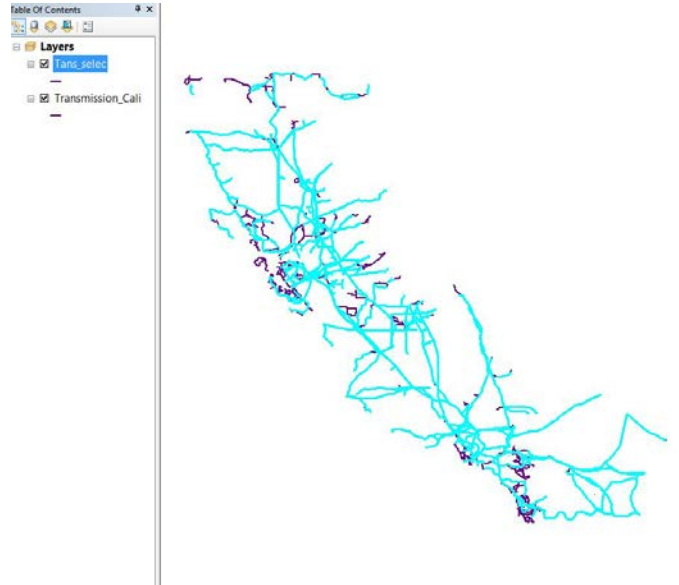 Table Of Contents
Layers
Tans_selec
Transmission_Cali